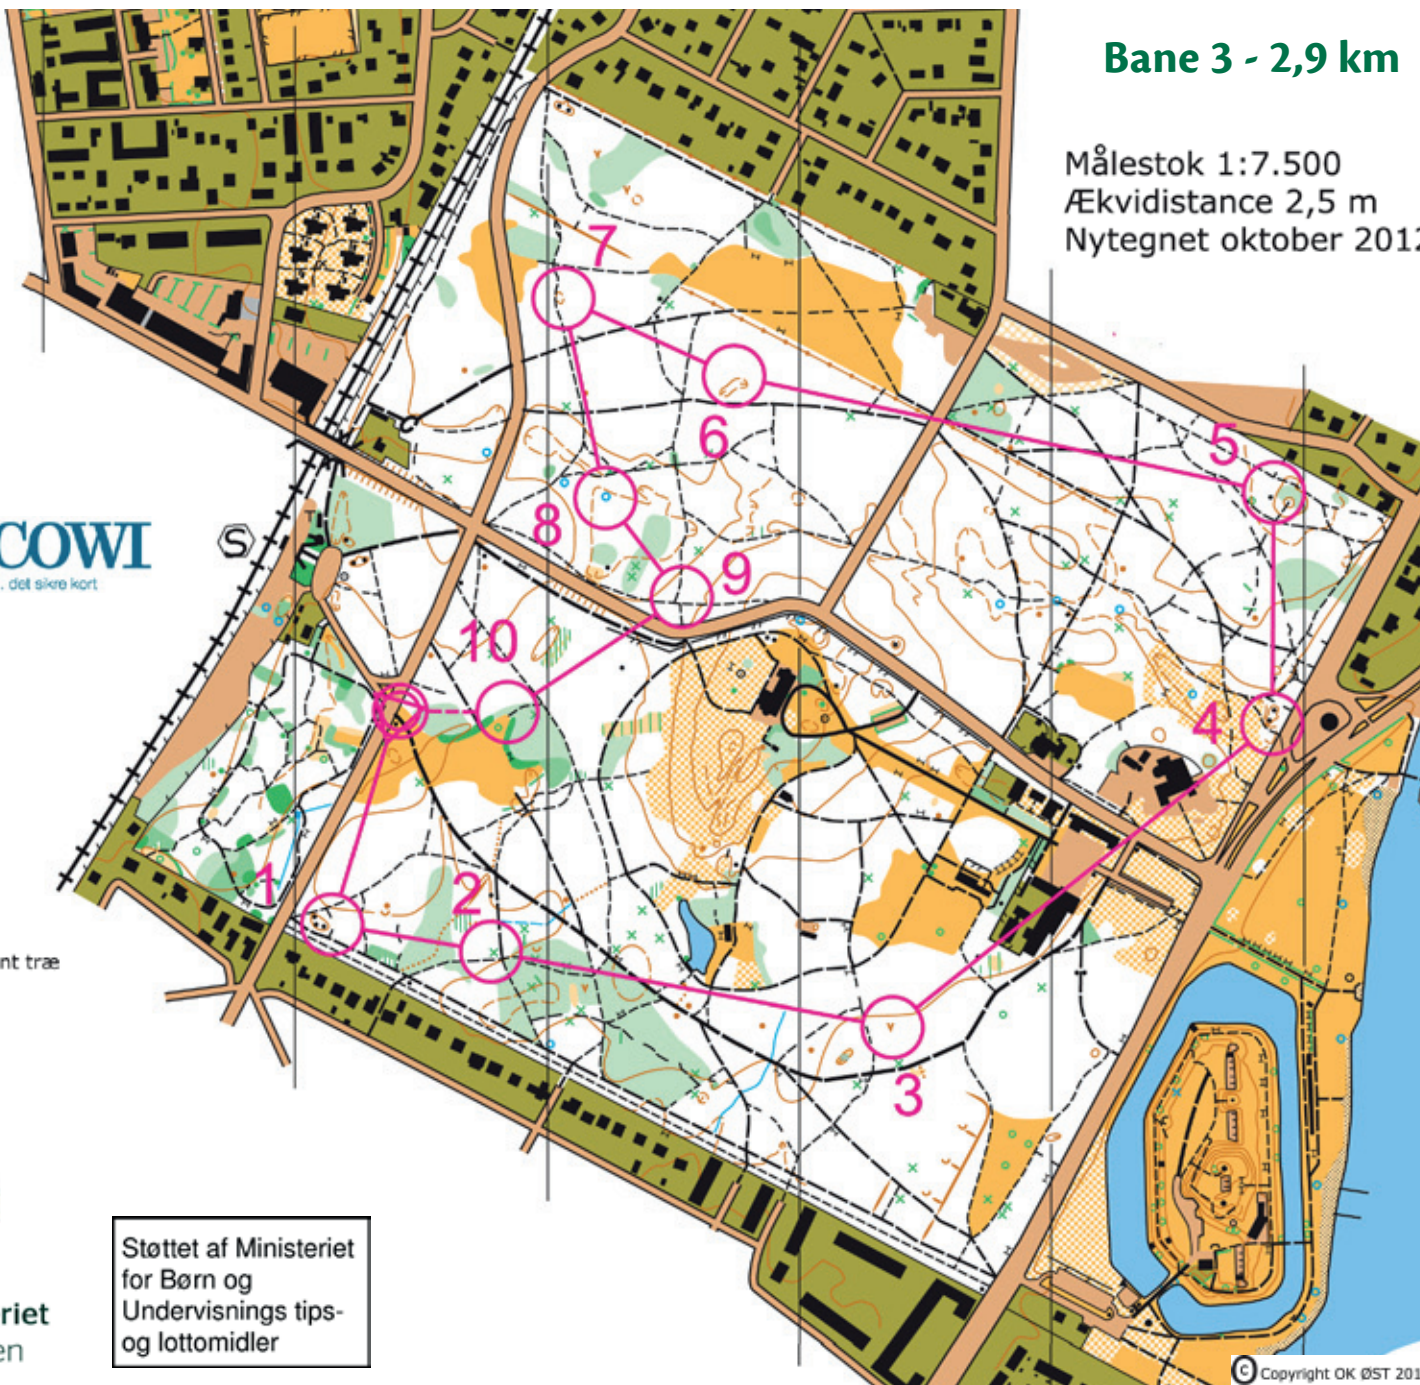 Bane 3 - 2,9 km
Målestok 1:7.500
Ækvidistance 2,5 m
Nytegnet oktober 2012
7
6
5
8
S
COWI
. det sikre kort
9
10
4
1
2
nt træ
3
Støttet af Ministeriet
for Børn og
Undervisnings tips-
og lottomidler
riet
en
© Copyright OK ØST 201